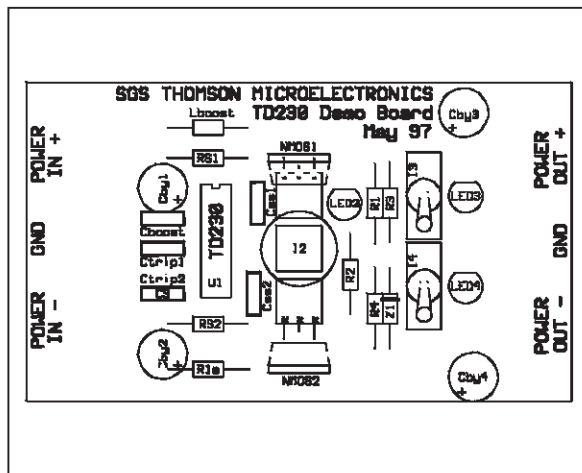 SGS THOMSON MICROELECTRONICS
TD230 Demo Board
May 97
Lboost
POWER IN +
GND
POWER IN -
RS1
Cby1
Cboost
Ctrip1
Ctrip2
TD230
U1
RS2
Cby2
NMOS1
Css1
I2
Css2
NMOS2
LED2
R2
R1
R3
R4
Z1
I3
I4
Cby3
+
LED3
LED4
Cby4
+
POWER OUT +
GND
POWER OUT -